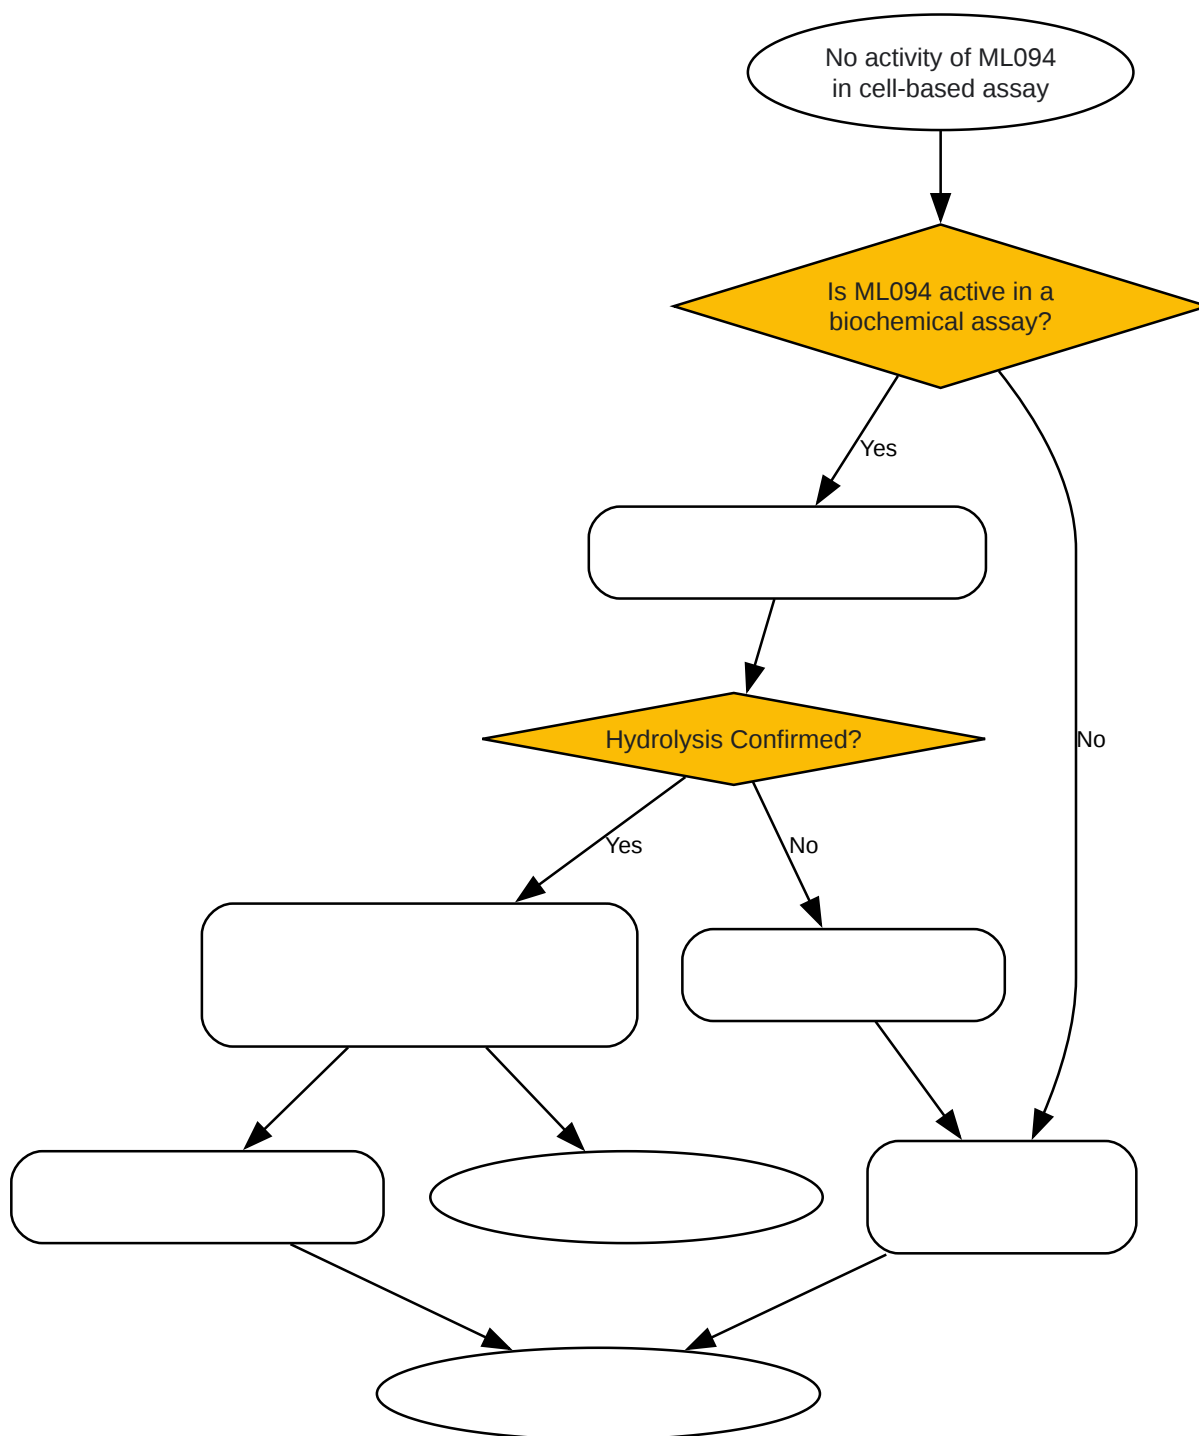 No activity of ML094
in cell-based assay
Is ML094 active in a
biochemical assay?
Yes
Hydrolysis Confirmed?
No
Yes
No